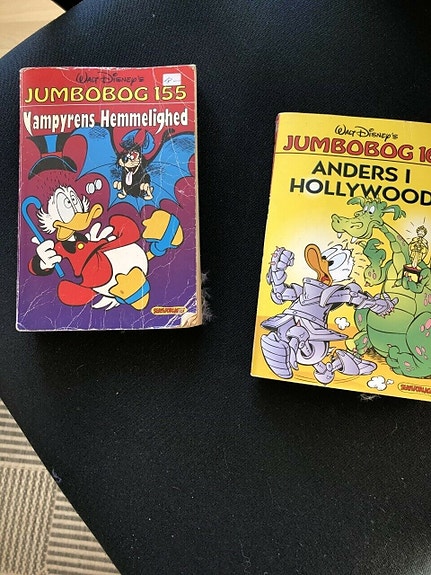 Walt Disney's
JUMBOBOG 155
Vampyrens Hemmelighed
Walt Disney's
JUMBOBOG 16
ANDERS I
HOLLYWOOD